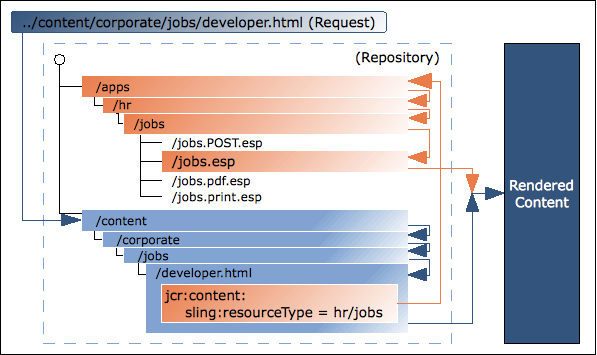 ../content/corporate/jobs/developer.html (Request)
(Repository)
/apps
/hr
/jobs
/jobs.POST.esp
/jobs.esp
/jobs.pdf.esp
/jobs.print.esp
/content
/corporate
/jobs
/developer.html
jcr:content:
sling:resourceType = hr/jobs
Rendered
Content